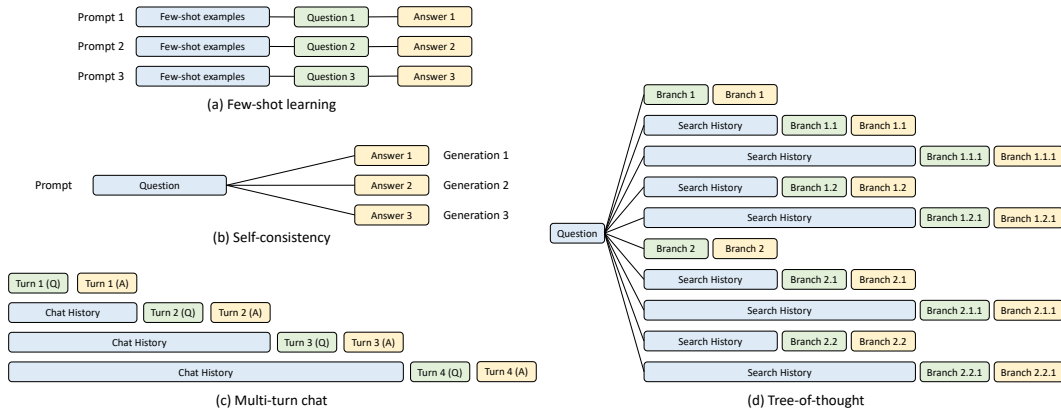 Prompt 1 Few-shot examples Question 1 Answer 1
Prompt 2 Few-shot examples Question 2 Answer 2
Prompt 3 Few-shot examples Question 3 Answer 3
(a) Few-shot learning
Answer 1 Generation 1
Prompt Question Answer 2 Generation 2
Answer 3 Generation 3
(b) Self-consistency
Turn 1 (Q) Turn 1 (A)
Chat History Turn 2 (Q) Turn 2 (A)
Chat History Turn 3 (Q) Turn 3 (A)
Chat History Turn 4 (Q) Turn 4 (A)
(c) Multi-turn chat
Branch 1 Branch 1
Search History Branch 1.1 Branch 1.1
Search History Branch 1.1.1 Branch 1.1.1
Search History Branch 1.2 Branch 1.2
Search History Branch 1.2.1 Branch 1.2.1
Question
Branch 2 Branch 2
Search History Branch 2.1 Branch 2.1
Search History Branch 2.1.1 Branch 2.1.1
Search History Branch 2.2 Branch 2.2
Search History Branch 2.2.1 Branch 2.2.1
(d) Tree-of-thought